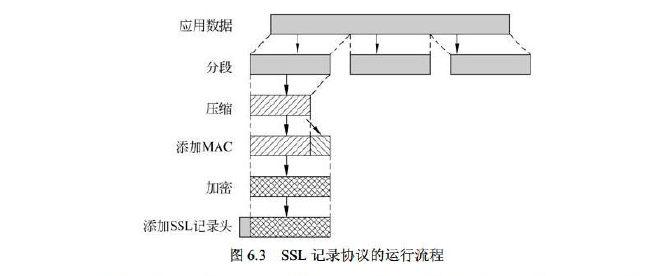 应用数据
分段
压缩
添加MAC
加密
添加SSL记录头
图 6.3 SSL 记录协议的运行流程